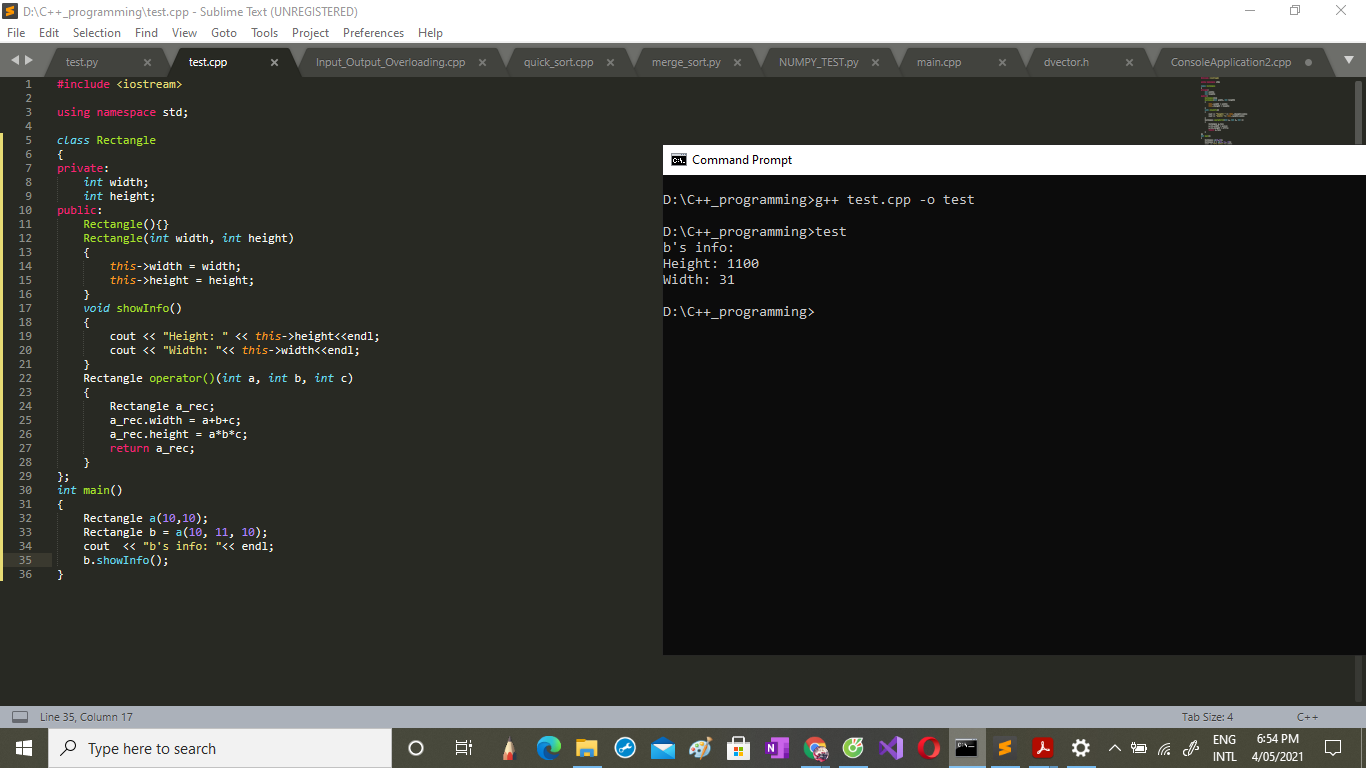 D:\C++_programming\test.cpp - Sublime Text (UNREGISTERED)
File Edit Selection Find View Goto Tools Project Preferences Help
test.py test.cpp Input_Output_Overloading.cpp quick_sort.cpp merge_sort.py NUMPY_TEST.py main.cpp dvector.h ConsoleApplication2.cpp
1 #include <iostream>
2
3 using namespace std;
4
5 class Rectangle
6 {
7 private:
8     int width;
9     int height;
10 public:
11     Rectangle(){}
12     Rectangle(int width, int height)
13     {
14         this->width = width;
15         this->height = height;
16     }
17     void showInfo()
18     {
19         cout << "Height: " << this->height<<endl;
20         cout << "Width: "<< this->width<<endl;
21     }
22     Rectangle operator()(int a, int b, int c)
23     {
24         Rectangle a_rec;
25         a_rec.width = a+b+c;
26         a_rec.height = a*b*c;
27         return a_rec;
28     }
29 };
30 int main()
31 {
32     Rectangle a(10,10);
33     Rectangle b = a(10, 11, 10);
34     cout  << "b's info: "<< endl;
35     b.showInfo();
36 }
Command Prompt
D:\C++_programming>g++ test.cpp -o test
D:\C++_programming>test
b's info:
Height: 1100
Width: 31
D:\C++_programming>
Line 35, Column 17 Tab Size: 4 C++
Type here to search
ENG
INTL
6:54 PM
4/05/2021